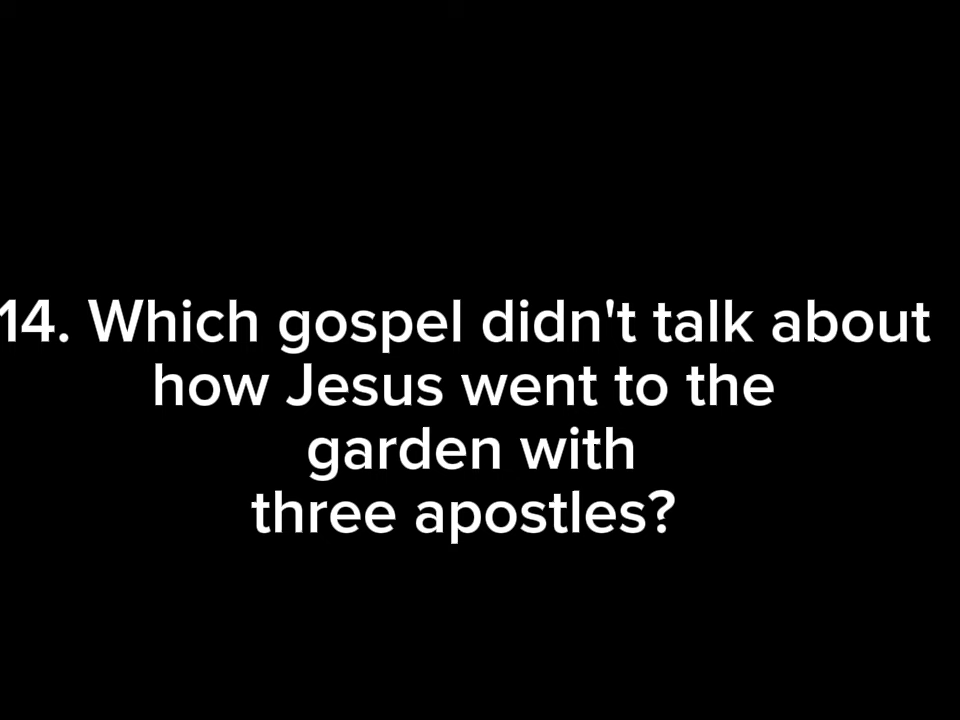 14. Which gospel didn't talk about
how Jesus went to the
garden with
three apostles?